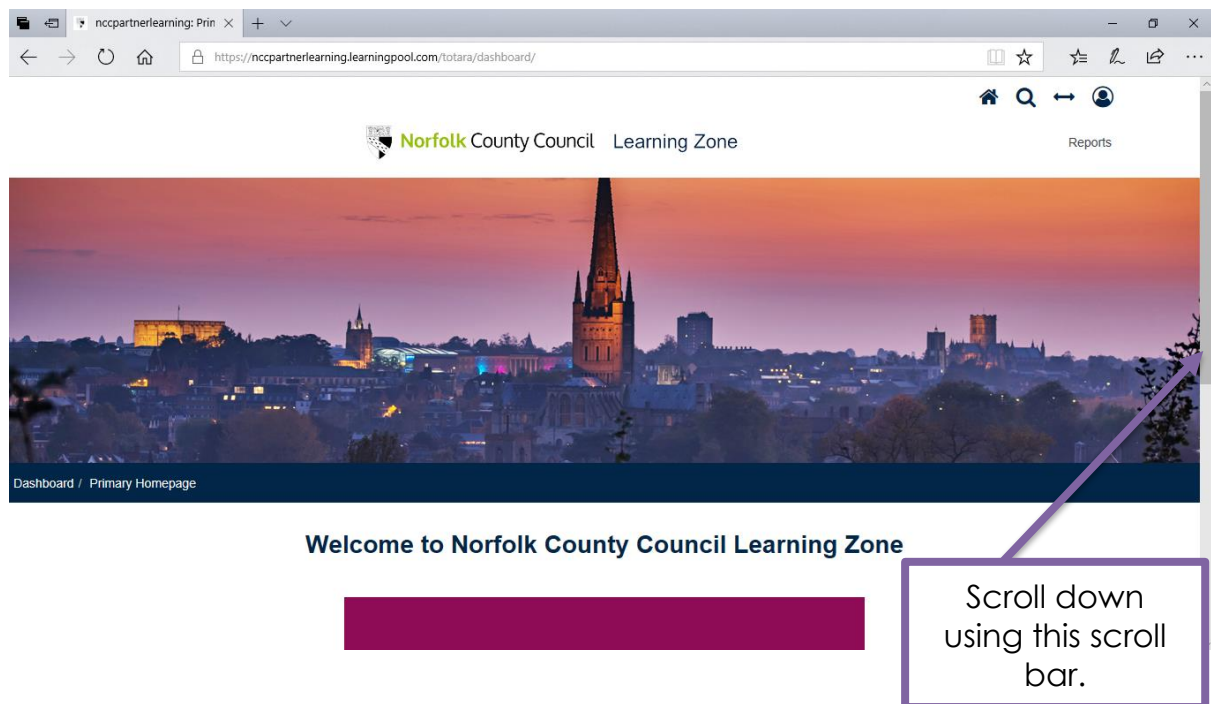 nccpartnerlearning: Prin
https://nccpartnerlearning.learningpool.com/totara/dashboard/
Norfolk County Council Learning Zone
Reports
Dashboard / Primary Homepage
Welcome to Norfolk County Council Learning Zone
Scroll down
using this scroll
bar.